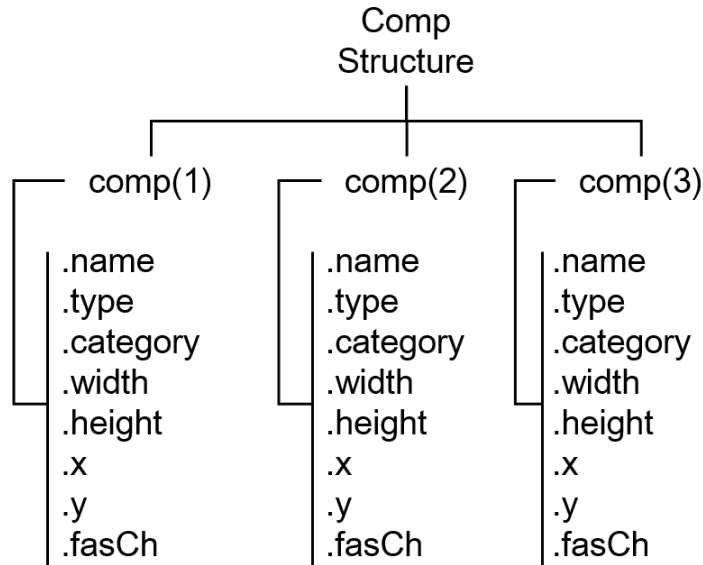 Comp
Structure
comp(1)
.name
.type
.category
.width
.height
.x
.y
.fasCh
comp(2)
.name
.type
.category
.width
.height
.x
.y
.fasCh
comp(3)
.name
.type
.category
.width
.height
.x
.y
.fasCh